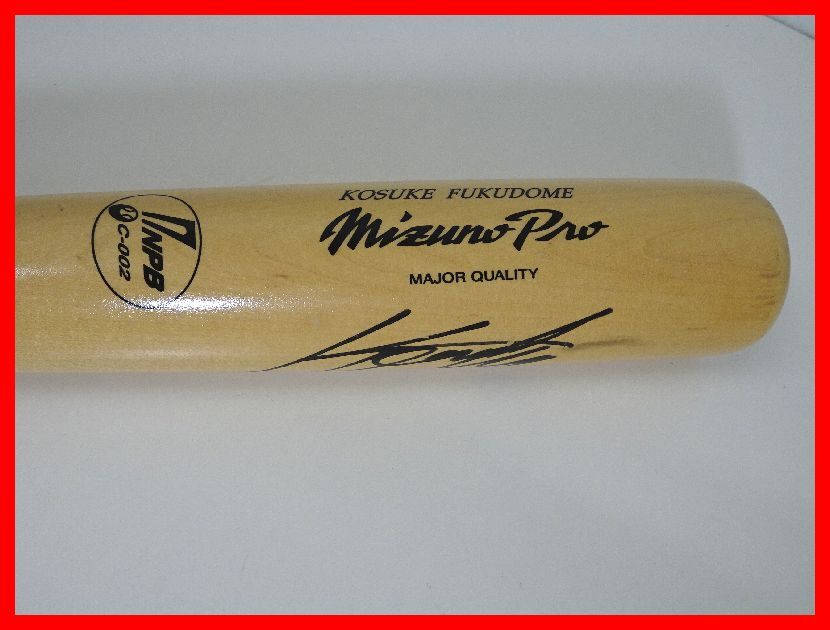 KOSUKE FUKUDOME
Mizuno Pro
MAJOR QUALITY
NPB
C-002